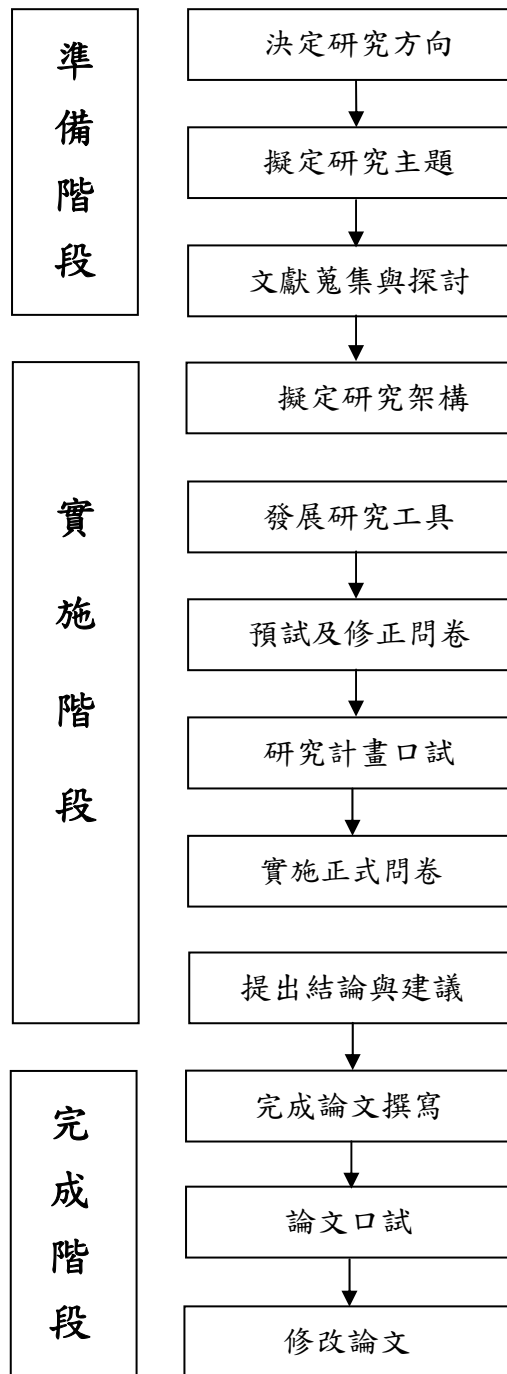 準備階段
決定研究方向
擬定研究主題
文獻蒐集與探討
實施階段
擬定研究架構
發展研究工具
預試及修正問卷
研究計畫口試
實施正式問卷
提出結論與建議
完成階段
完成論文撰寫
論文口試
修改論文